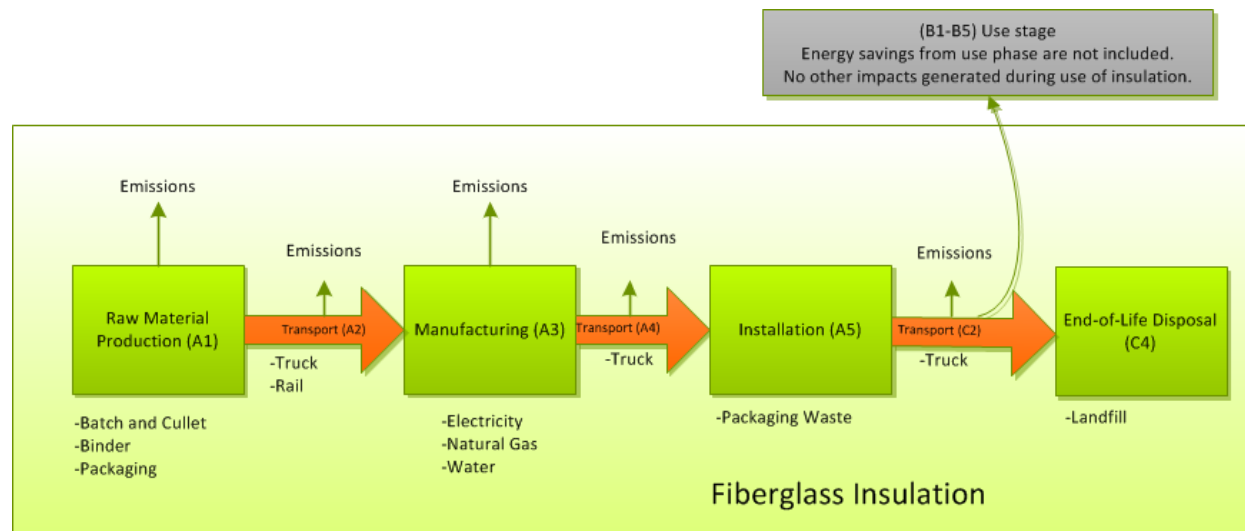 (B1-B5) Use stage
Energy savings from use phase are not included.
No other impacts generated during use of insulation.
Emissions
Emissions
Emissions
Emissions
Emissions
Raw Material
Production (A1)
Transport (A2)
Manufacturing (A3)
Transport (A4)
Installation (A5)
Transport (C2)
End-of-Life Disposal
(C4)
-Truck
-Rail
-Truck
-Truck
-Batch and Cullet
-Binder
-Packaging
-Electricity
-Natural Gas
-Water
-Packaging Waste
-Landfill
Fiberglass Insulation